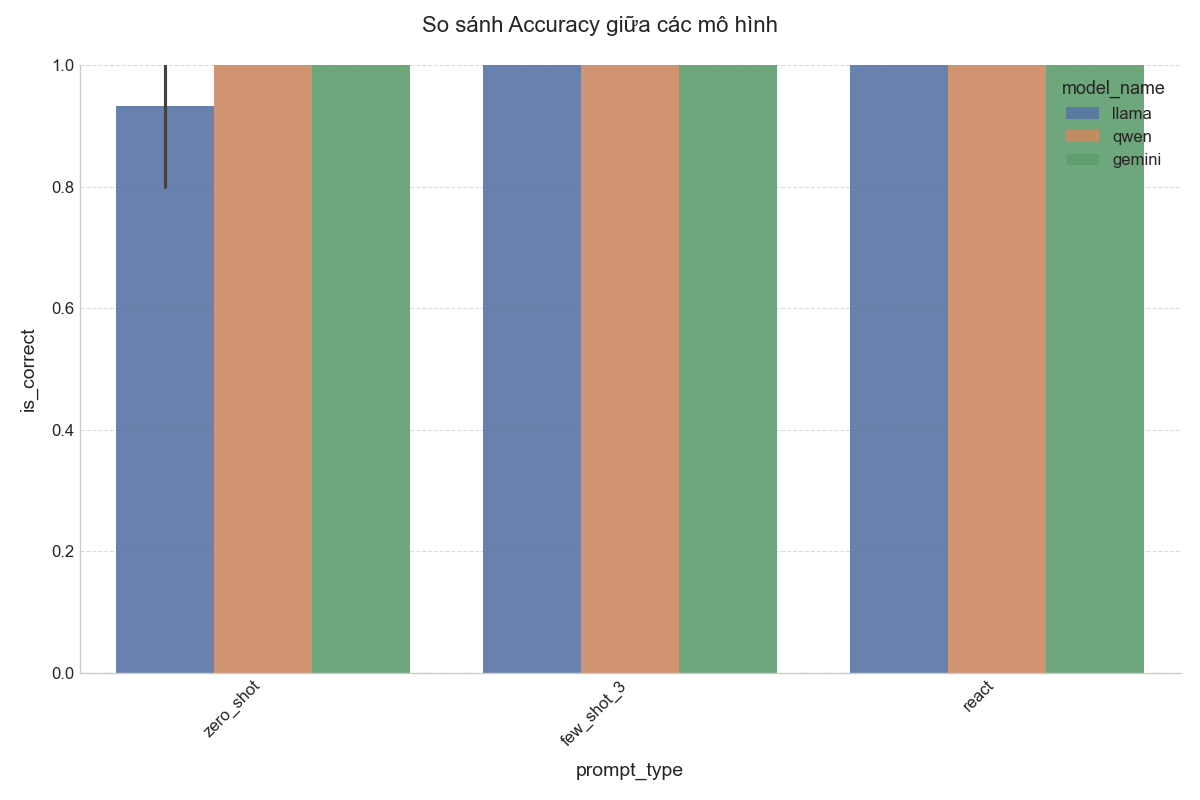 So sánh Accuracy giữa các mô hình
is_correct
1.0
0.8
0.6
0.4
0.2
0.0
model_name
llama
qwen
gemini
zero_shot
few_shot_3
react
prompt_type